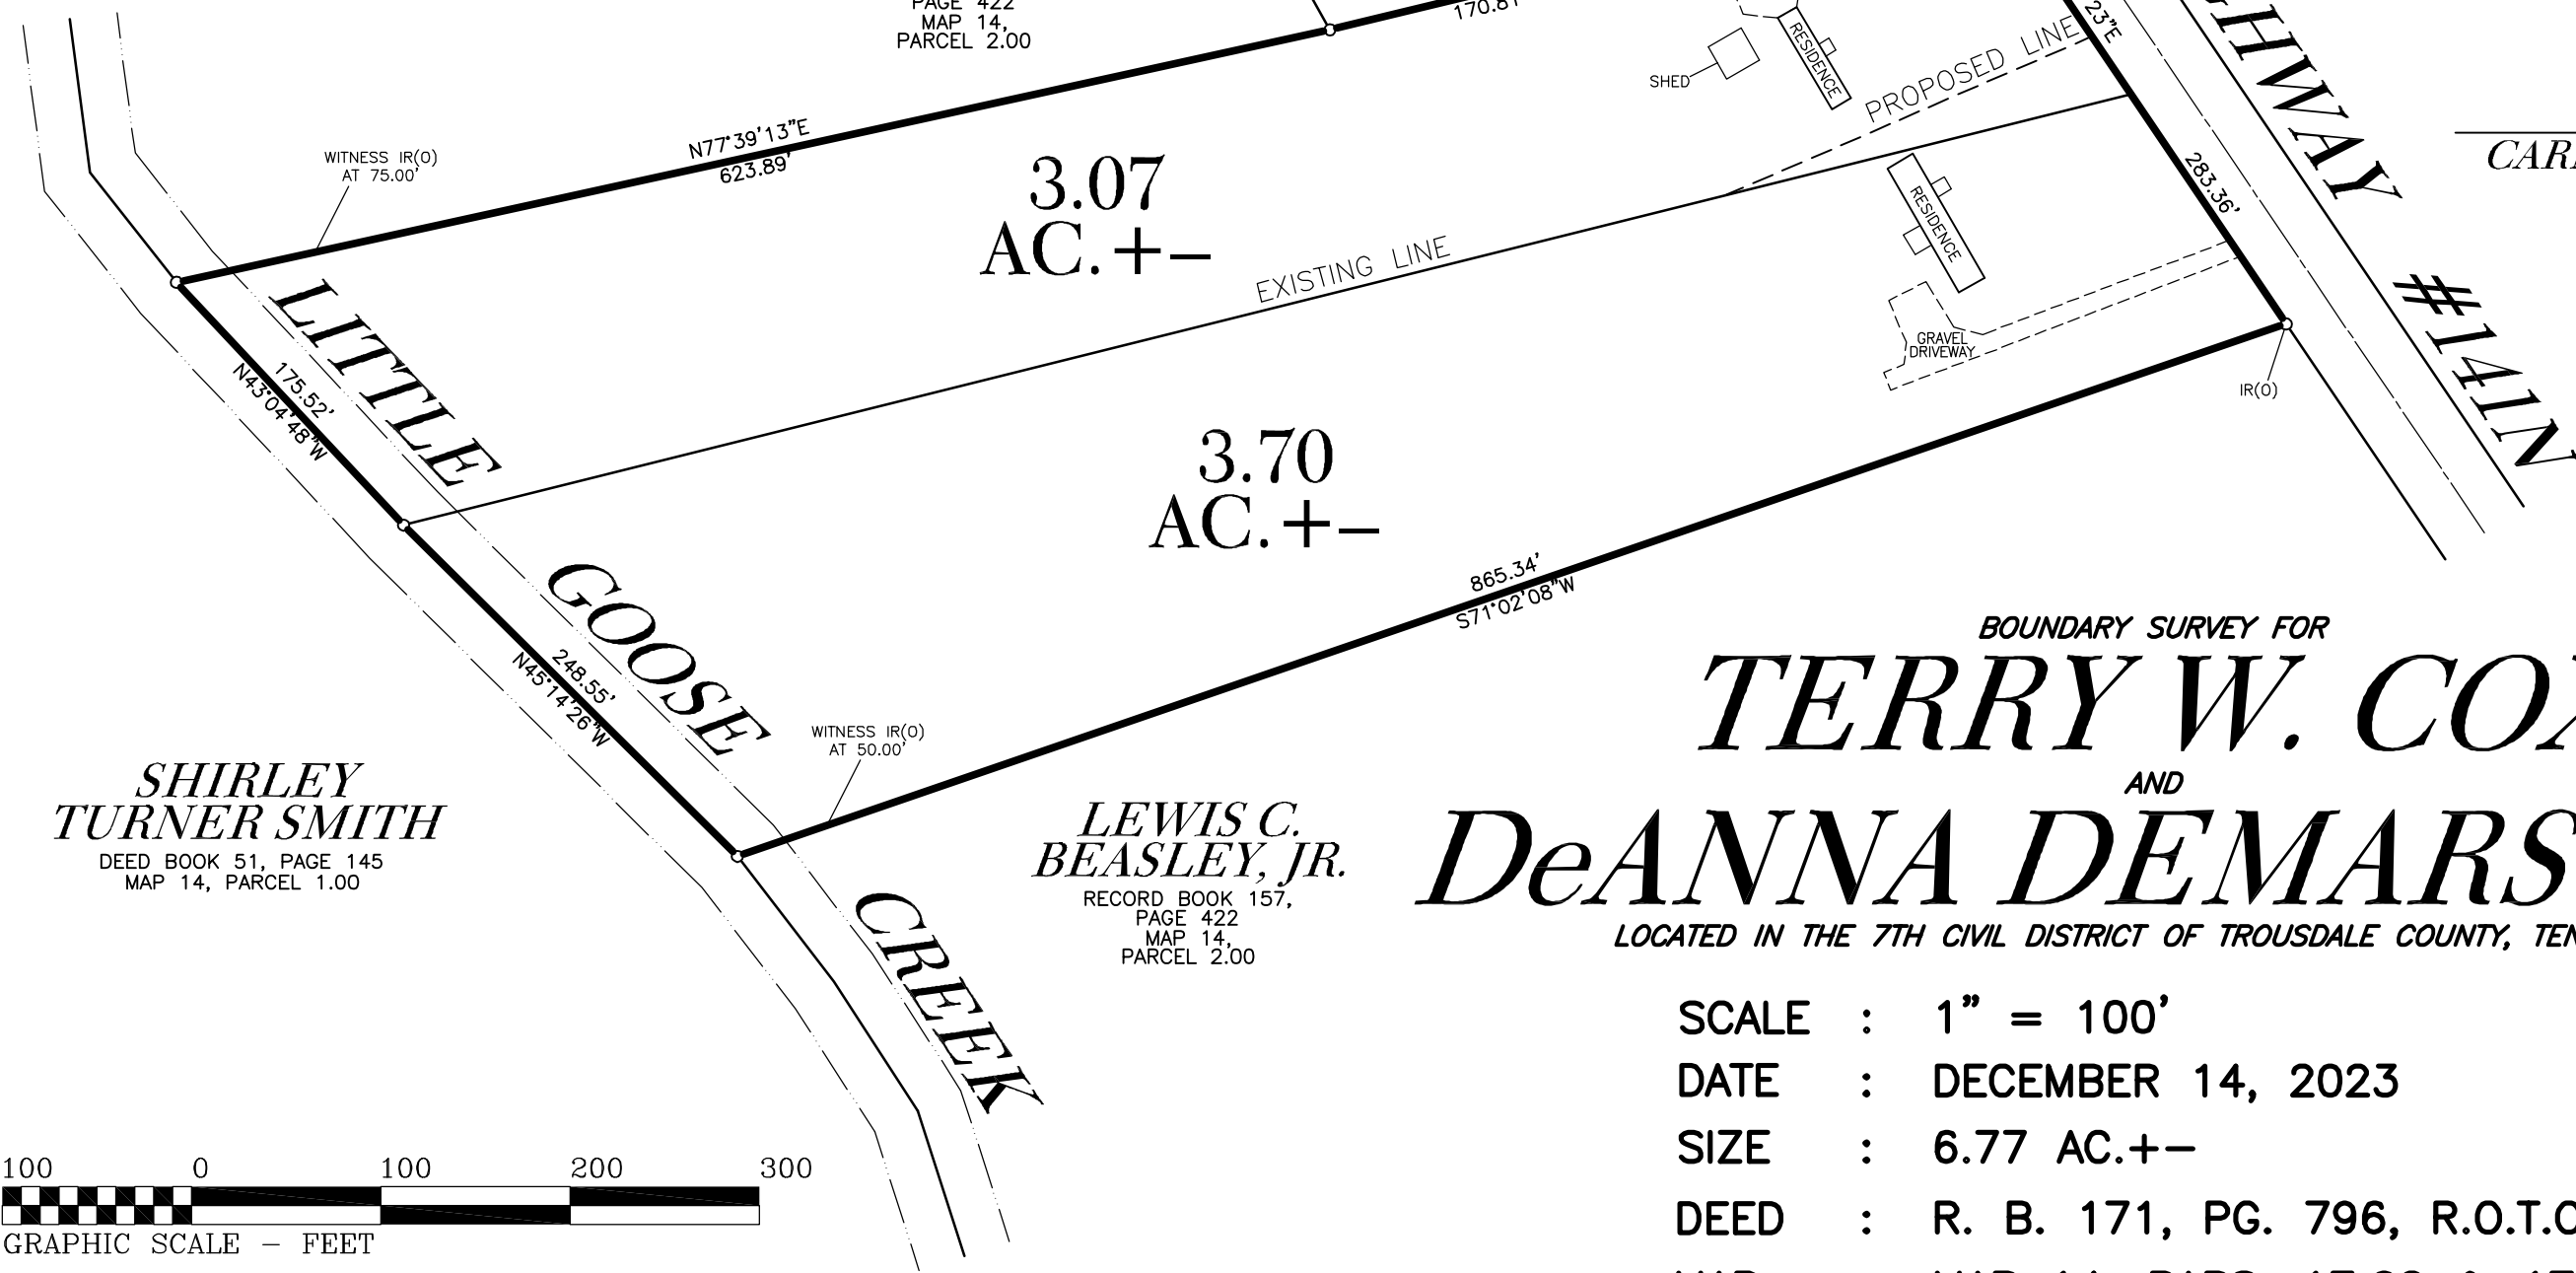 PAGE 422
MAP 14,
PARCEL 2.00
170.81'
23"E
SHED
RESIDENCE
PROPOSED LINE
HWAY
#141N
WITNESS IR(O)
AT 75.00'
N77°39'13"E
623.89'
3.07
AC.+-
EXISTING LINE
RESIDENCE
283.36'
GRAVEL
DRIVEWAY
IR(O)
LITTLE
GOOSE
CREEK
175.52'
N43°04'48"W
3.70
AC.+-
865.34'
S71°02'08"W
248.55'
N45°14'26"W
WITNESS IR(O)
AT 50.00'
SHIRLEY
TURNER SMITH
DEED BOOK 51, PAGE 145
MAP 14, PARCEL 1.00
LEWIS C.
BEASLEY, JR.
RECORD BOOK 157,
PAGE 422
MAP 14,
PARCEL 2.00
BOUNDARY SURVEY FOR
TERRY W. COX
AND
DeANNA DEMARS
LOCATED IN THE 7TH CIVIL DISTRICT OF TROUSDALE COUNTY, TEN
SCALE : 1" = 100'
DATE : DECEMBER 14, 2023
SIZE : 6.77 AC.+-
DEED : R. B. 171, PG. 796, R.O.T.C
100 0 100 200 300
GRAPHIC SCALE - FEET